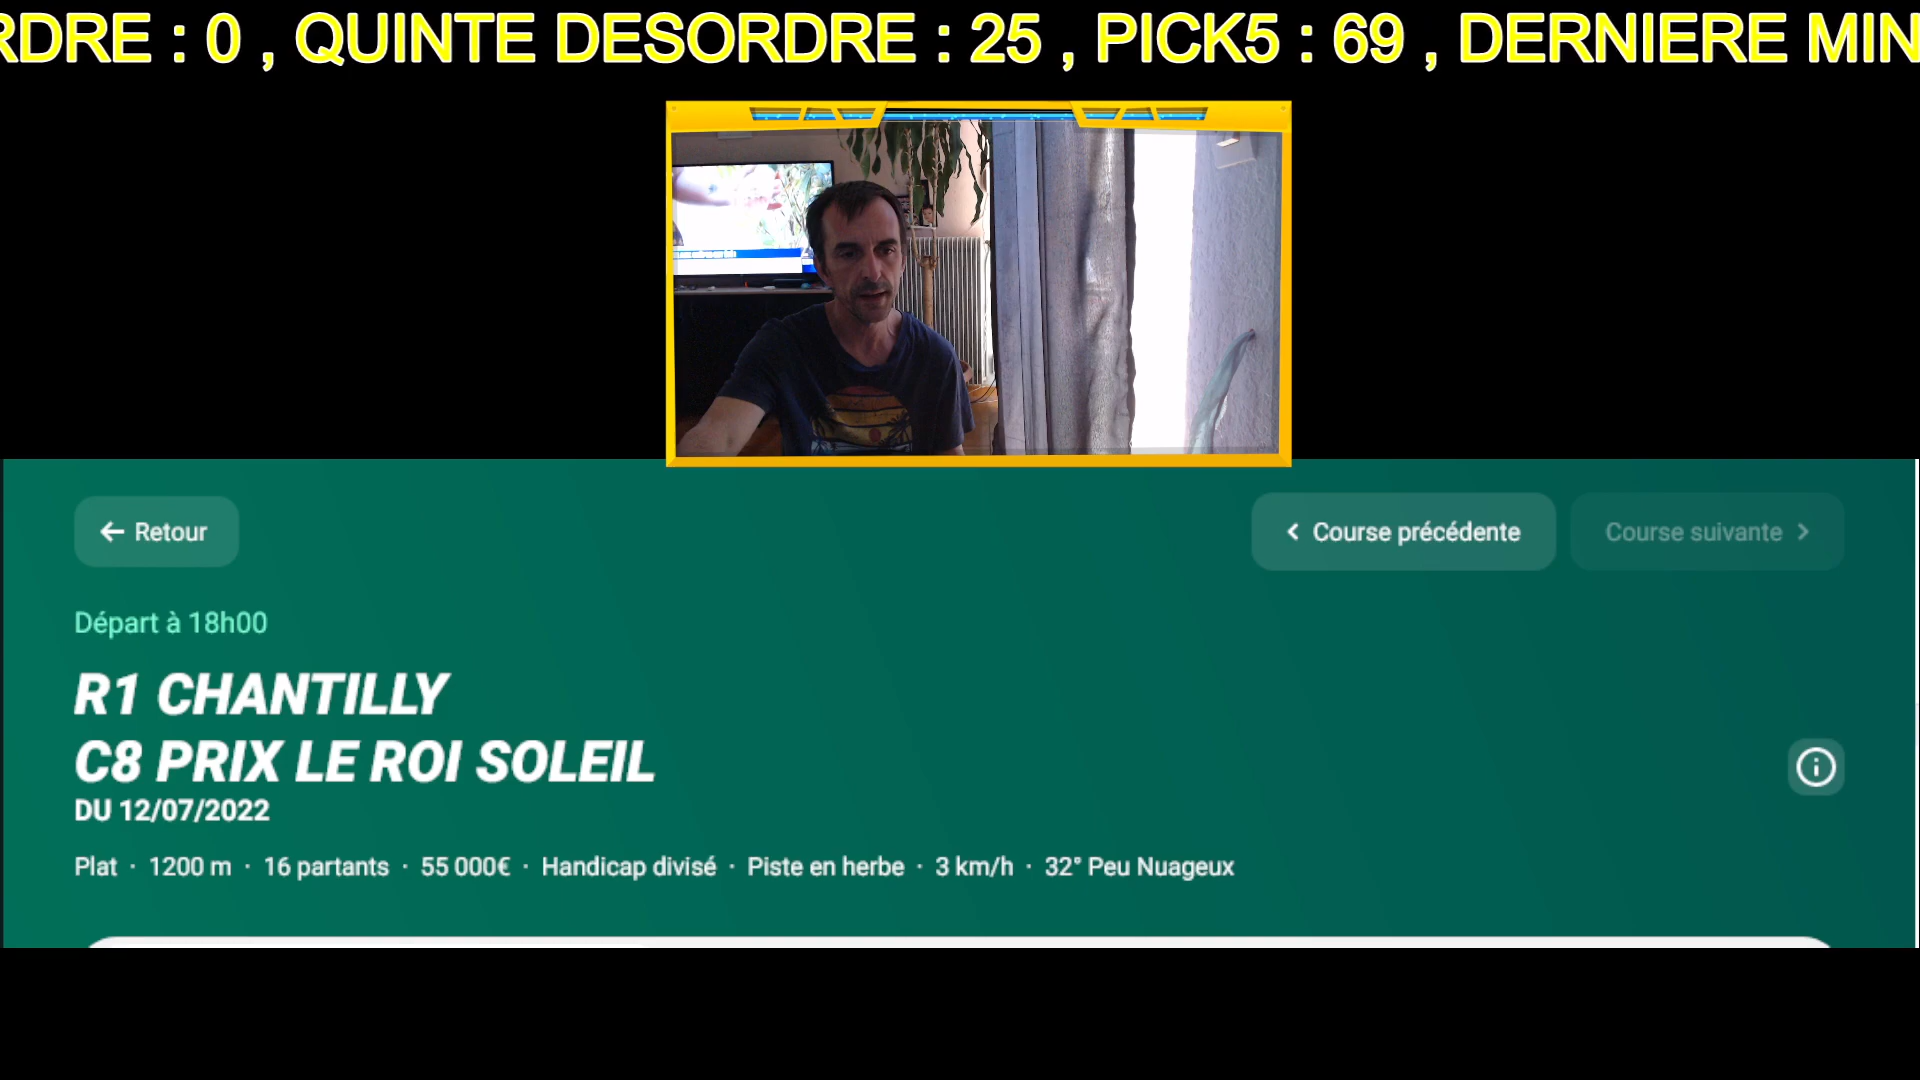 RDRE : 0 , QUINTE DESORDRE : 25 , PICK5 : 69 , DERNIERE MIN
← Retour
< Course précédente
Course suivante >
Départ à 18h00
R1 CHANTILLY
C8 PRIX LE ROI SOLEIL
DU 12/07/2022
Plat · 1200 m · 16 partants · 55 000€ · Handicap divisé · Piste en herbe · 3 km/h · 32° Peu Nuageux